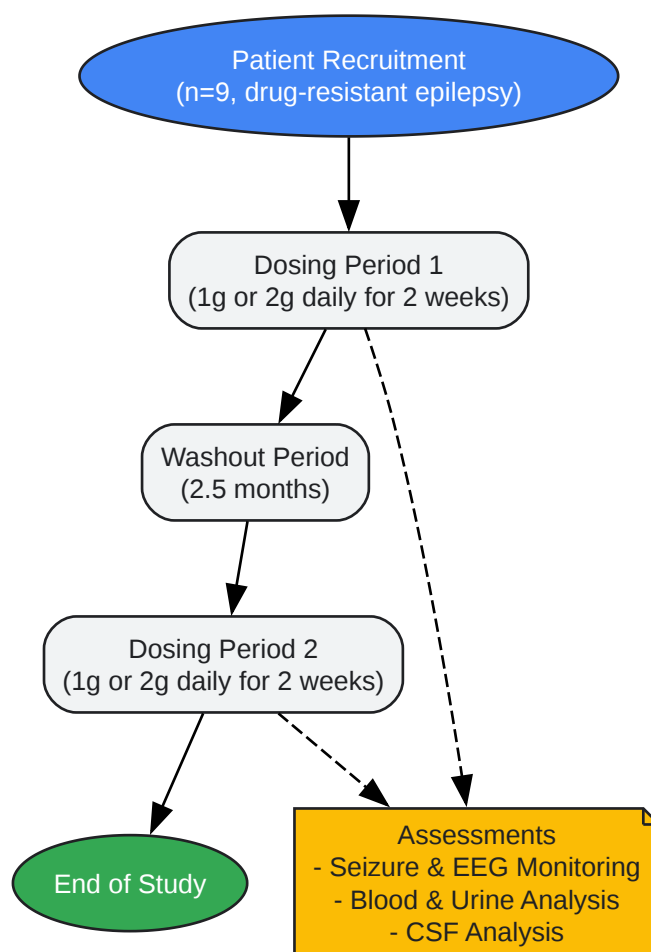 Patient Recruitment
(n=9, drug-resistant epilepsy)
Dosing Period 1
(1g or 2g daily for 2 weeks)
Washout Period
(2.5 months)
Dosing Period 2
(1g or 2g daily for 2 weeks)
End of Study
Assessments
- Seizure & EEG Monitoring
- Blood & Urine Analysis
- CSF Analysis